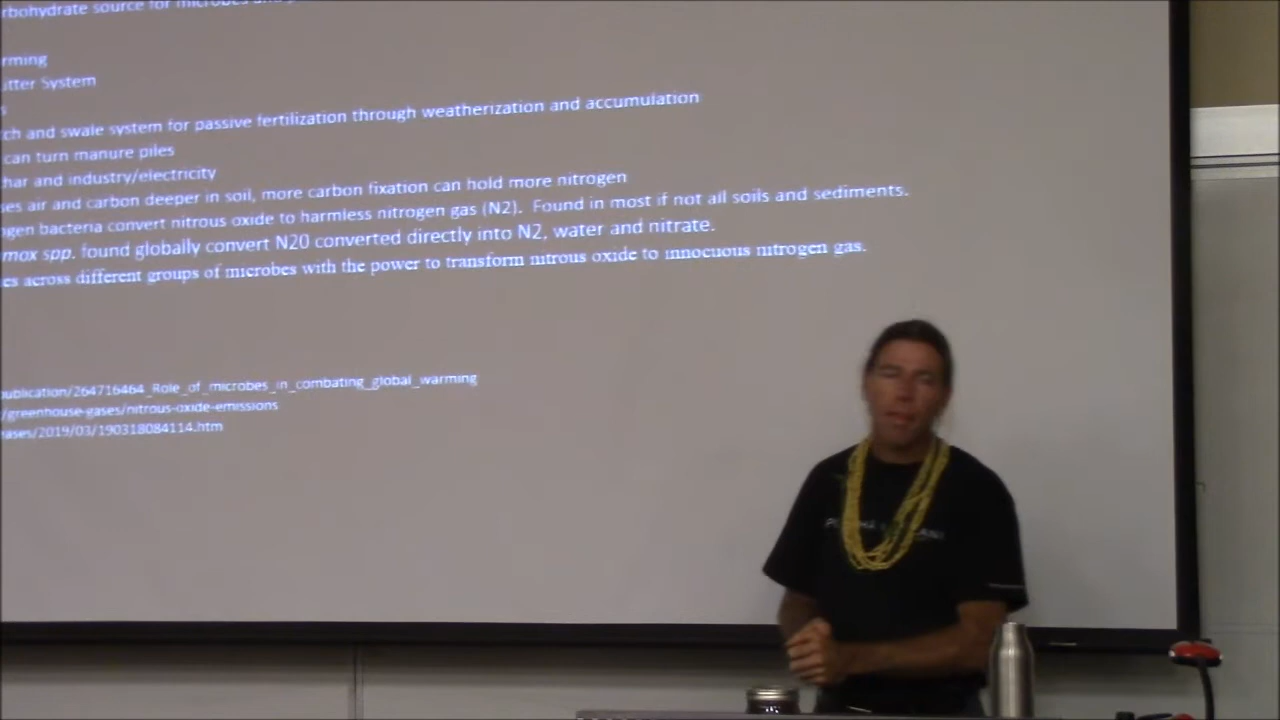 rbohydrate source for microbes and
rming
itter System
s
ch and swale system for passive fertilization through weatherization and accumulation
can turn manure piles
har and industry/electricity
es air and carbon deeper in soil, more carbon fixation can hold more nitrogen
ogen bacteria convert nitrous oxide to harmless nitrogen gas (N2). Found in most if not all soils and sediments.
mox spp. found globally convert N20 converted directly into N2, water and nitrate.
es across different groups of microbes with the power to transform nitrous oxide to innocuous nitrogen gas.
publication/264716464_Role_of_microbes_in_combating_global_warming
/greenhouse-gases/nitrous-oxide-emissions
ases/2019/03/190318084114.htm